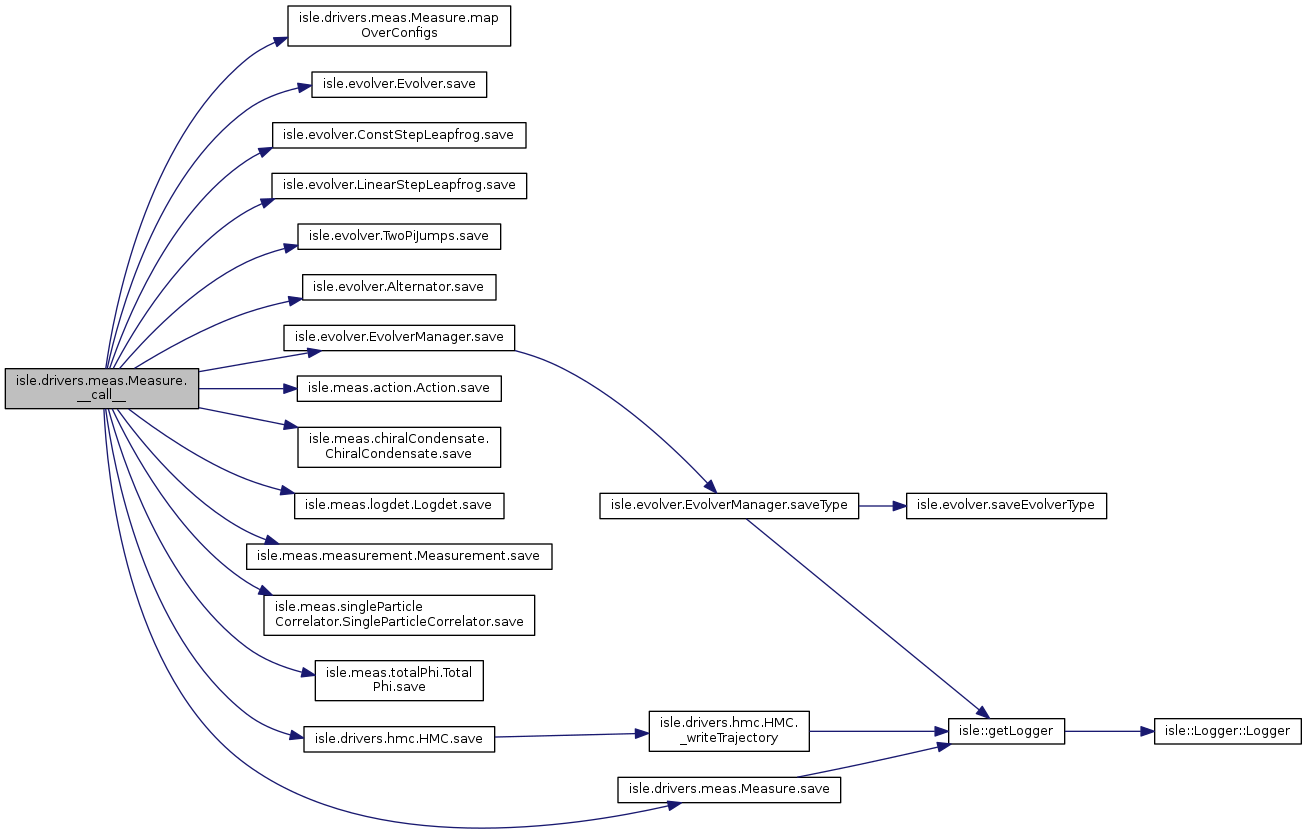 isle.drivers.meas.Measure.map
OverConfigs
isle.evolver.Evolver.save
isle.evolver.ConstStepLeapfrog.save
isle.evolver.LinearStepLeapfrog.save
isle.evolver.TwoPiJumps.save
isle.evolver.Alternator.save
isle.evolver.EvolverManager.save
isle.drivers.meas.Measure.
__call__
isle.meas.action.Action.save
isle.meas.chiralCondensate.
ChiralCondensate.save
isle.meas.logdet.Logdet.save
isle.evolver.EvolverManager.saveType
isle.evolver.saveEvolverType
isle.meas.measurement.Measurement.save
isle.meas.singleParticle
Correlator.SingleParticleCorrelator.save
isle.meas.totalPhi.Total
Phi.save
isle.drivers.hmc.HMC.save
isle.drivers.hmc.HMC.
_writeTrajectory
isle::getLogger
isle::Logger::Logger
isle.drivers.meas.Measure.save